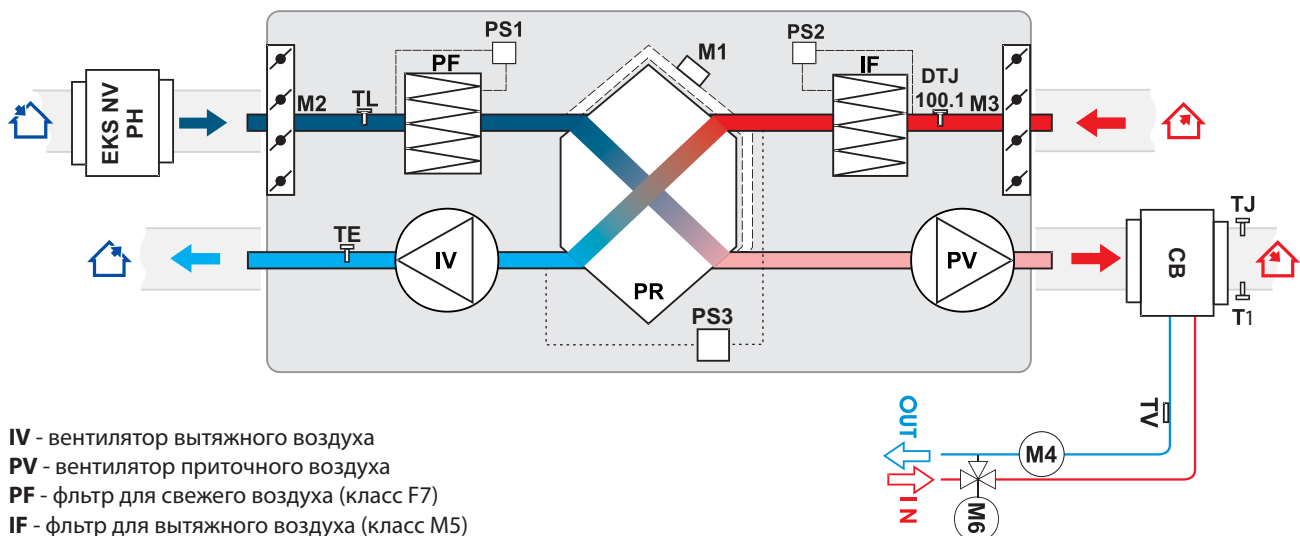 PS1
PS2
M1
PF
IF
DTJ
100.1
M3
M2
TL
EKS NV
PH
TE
IV
PR
PV
PS3
TJ
CB
T1
TV
OUT
M4
IN
M6
IV - вентилятор вытяжного воздуха
PV - вентилятор приточного воздуха
PF - фльтр для свежего воздуха (класс F7)
IF - фльтр для вытяжного воздуха (класс M5)